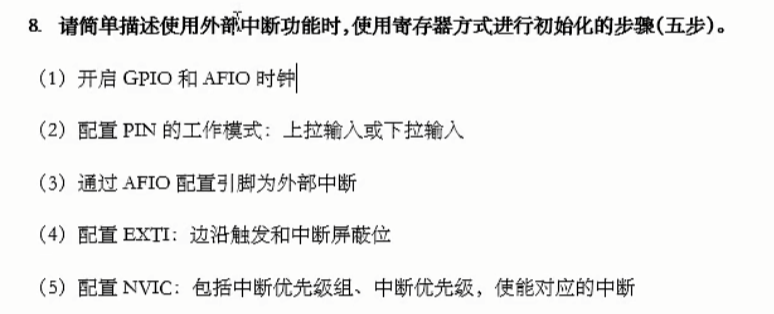 8. 请简单描述使用外部中断功能时,使用寄存器方式进行初始化的步骤(五步)。
（1）开启 GPIO 和 AFIO 时钟
（2）配置 PIN 的工作模式：上拉输入或下拉输入
（3）通过 AFIO 配置引脚为外部中断
（4）配置 EXTI：边沿触发和中断屏蔽位
（5）配置 NVIC：包括中断优先级组、中断优先级，使能对应的中断